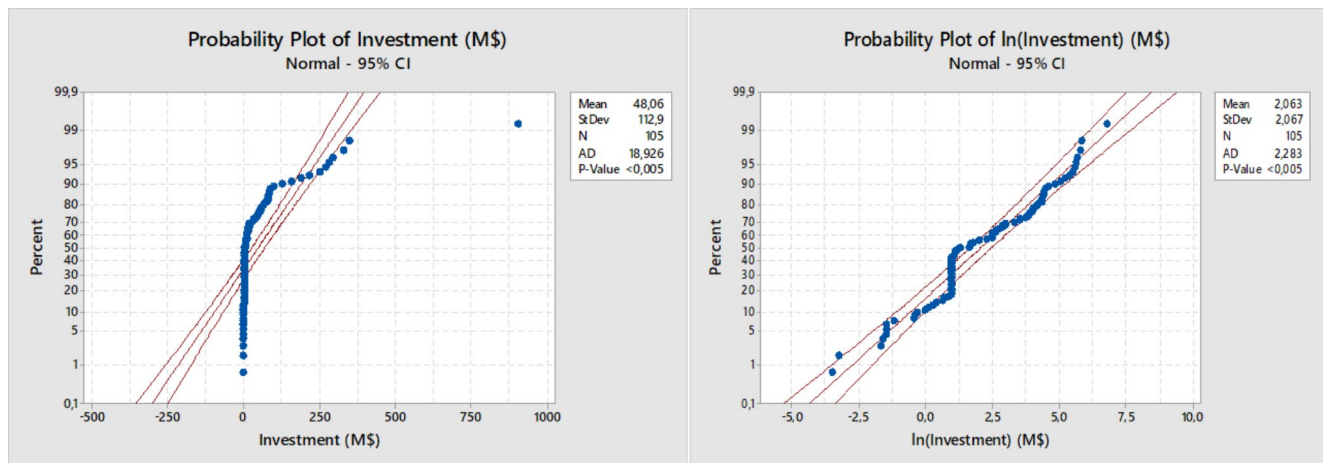 Probability Plot of Investment (M$)
Normal - 95% CI
99,9
99
95
90
80
70
60
50
40
30
20
10
5
1
0,1
Percent
-500
-250
0
250
500
750
1000
Investment (M$)
Mean 48,06
StDev 112,9
N 105
AD 18,926
P-Value <0,005
Probability Plot of ln(Investment) (M$)
Normal - 95% CI
99,9
99
95
90
80
70
60
50
40
30
20
10
5
1
0,1
Percent
-5,0
-2,5
0,0
2,5
5,0
7,5
10,0
ln(Investment) (M$)
Mean 2,063
StDev 2,067
N 105
AD 2,283
P-Value <0,005